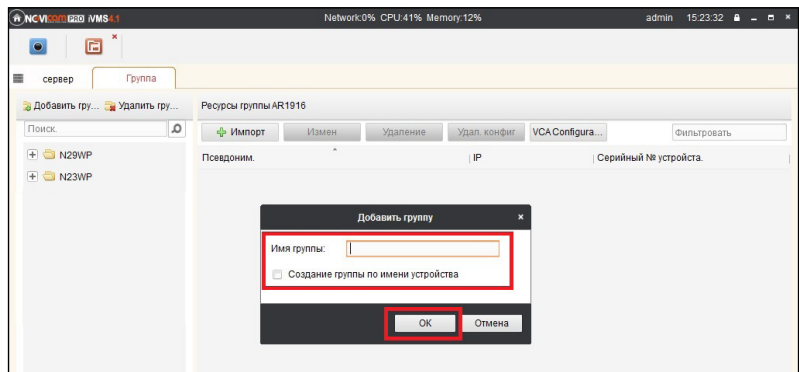 NOVICOM PRO iVMS4.1 Network:0% CPU:41% Memory:12% admin 15:23:32
сервер Группа
Добавить гру... Удалить гру... Ресурсы группы AR1916
Поиск. Импорт Измен Удаление Удал. конфиг VCA Configura... Фильтровать
Псевдоним. IP Серийный № устройства.
N29WP
N23WP
Добавить группу
Имя группы:
Создание группы по имени устройства
OK Отмена